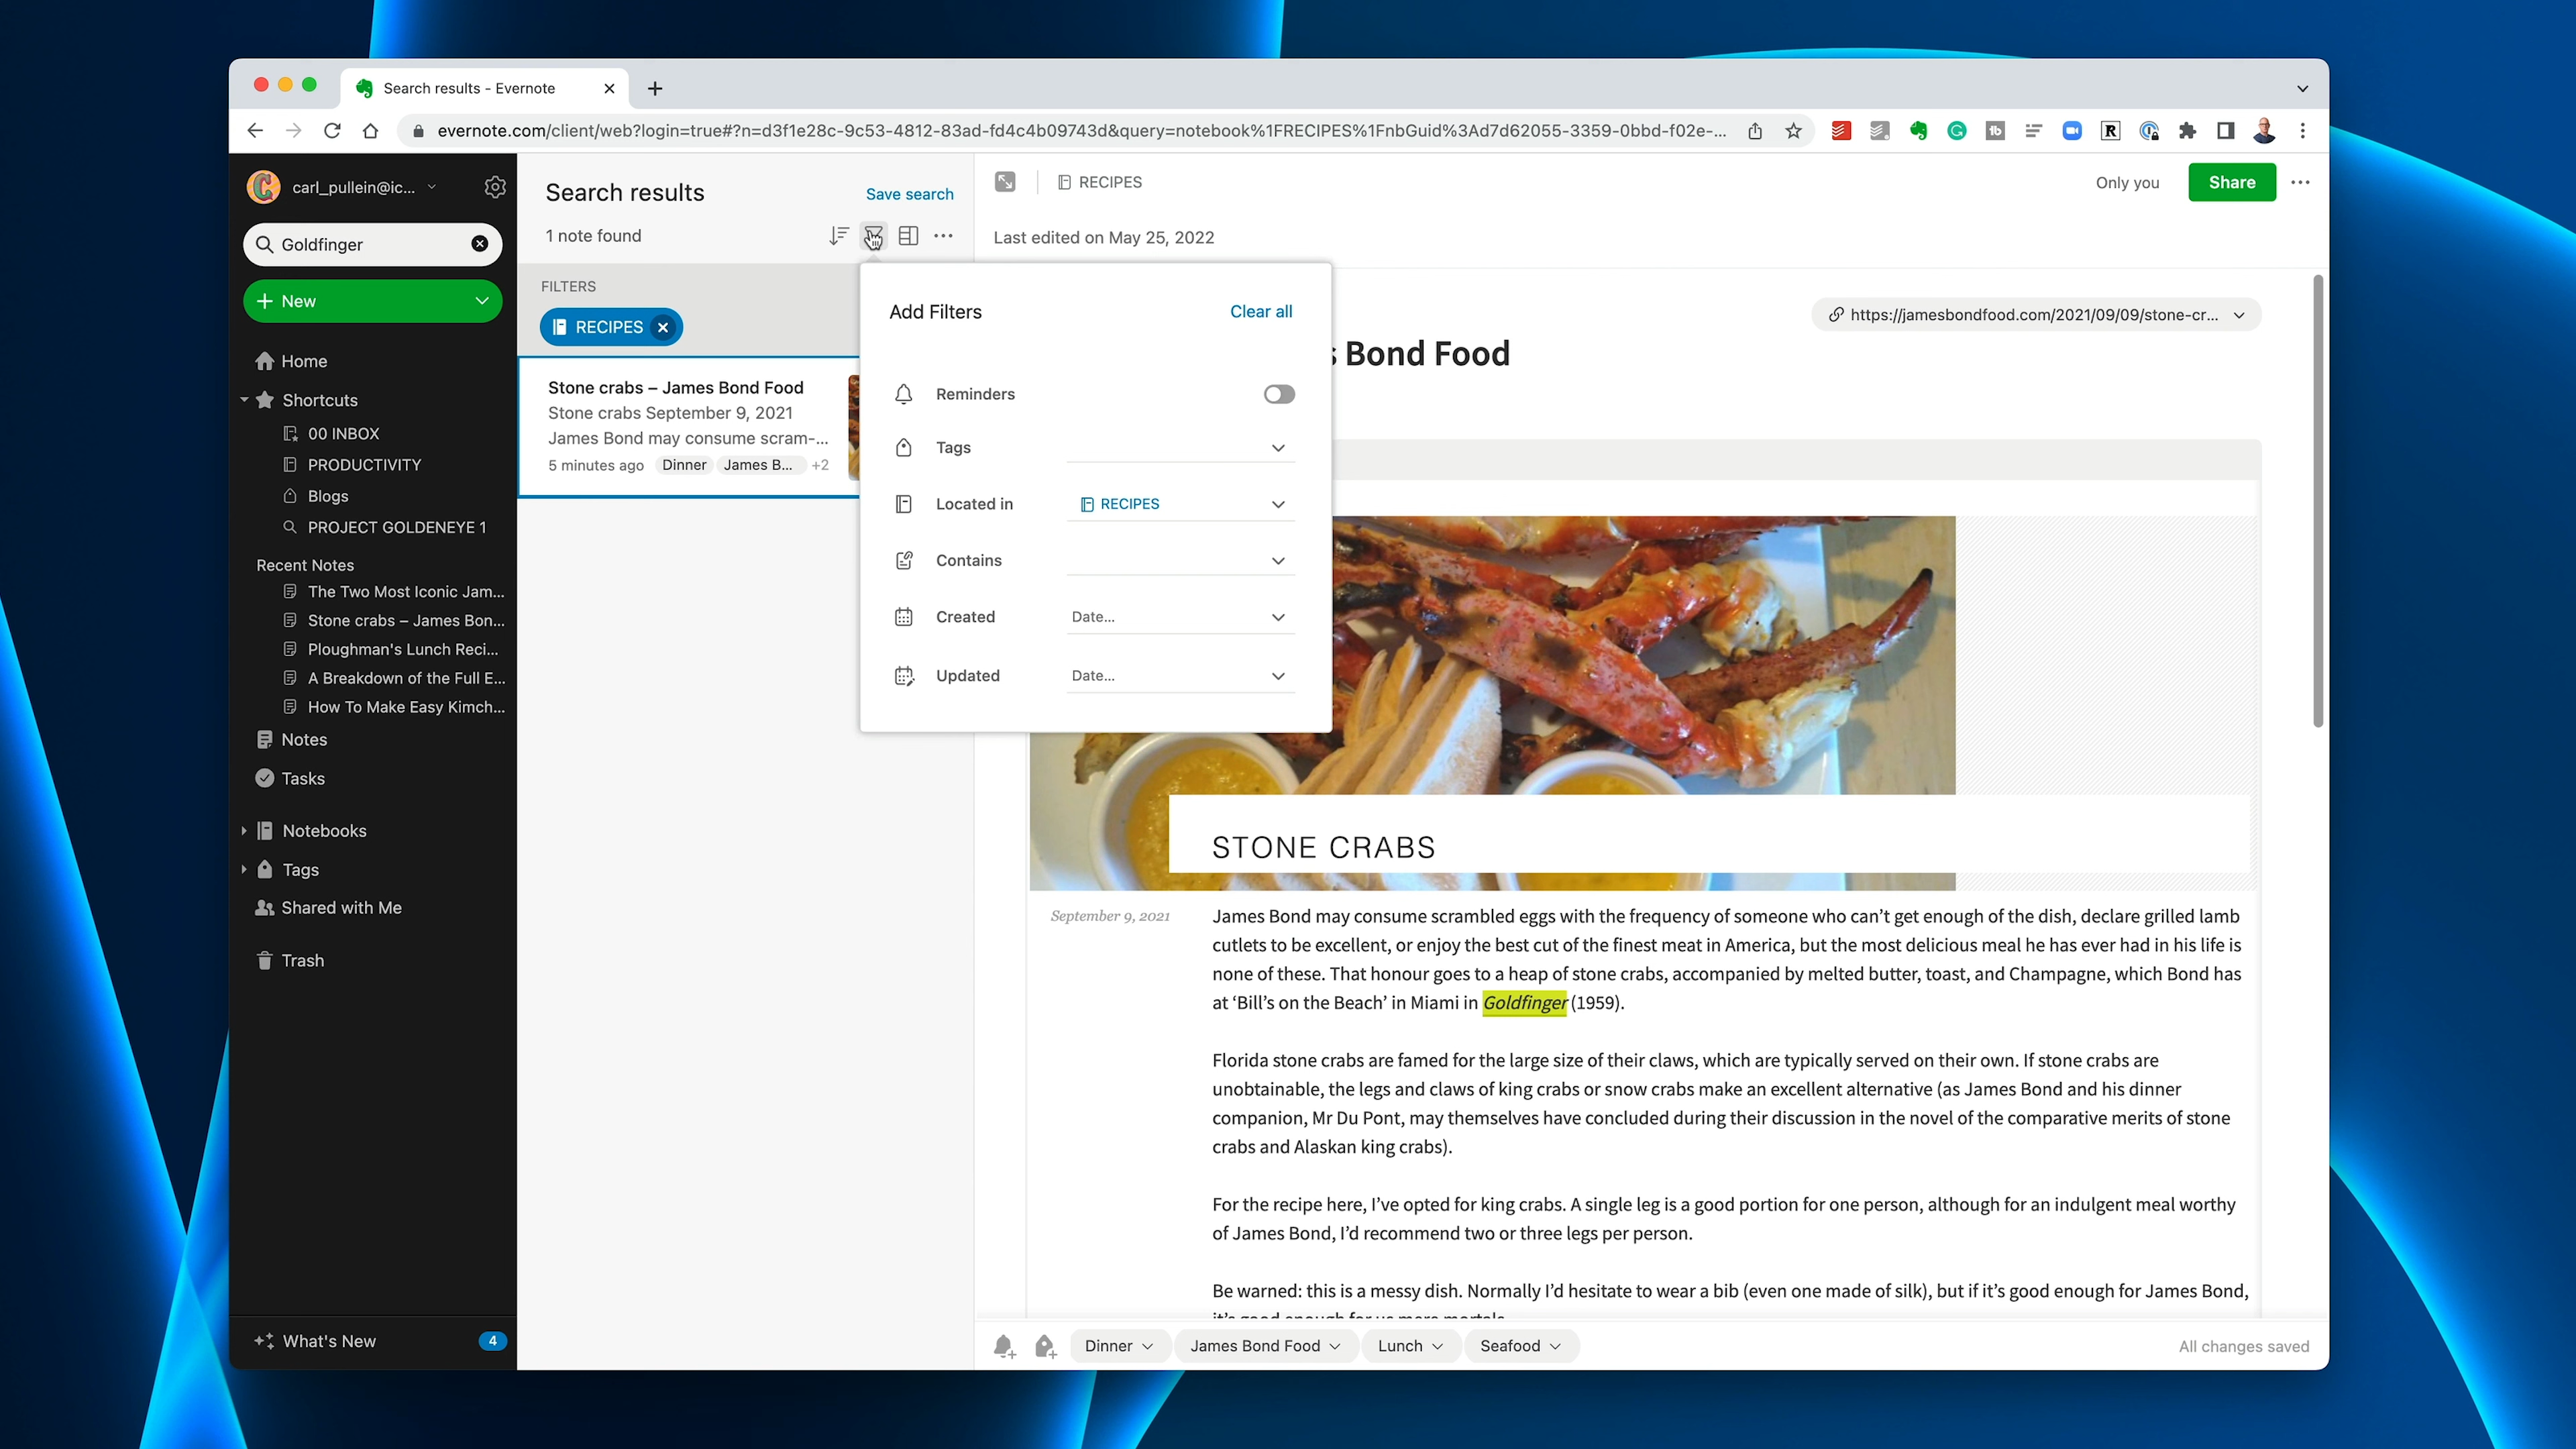 Search results - Evernote
evernote.com/client/web?login=true#?n=d3f1e28c-9c53-4812-83ad-fd4c4b09743d&query=notebook%1FRECIPES%1FnbGuid%3Ad7d62055-3359-0bbd-f02e-...
carl_pullein@ic...
Goldfinger
New
Home
Shortcuts
00 INBOX
PRODUCTIVITY
Blogs
PROJECT GOLDENEYE 1
Recent Notes
The Two Most Iconic Jam...
Stone crabs – James Bon...
Ploughman's Lunch Reci...
A Breakdown of the Full E...
How To Make Easy Kimch...
Notes
Tasks
Notebooks
Tags
Shared with Me
Trash
What's New
4
Search results
Save search
1 note found
FILTERS
RECIPES
Stone crabs – James Bond Food
Stone crabs September 9, 2021
James Bond may consume scram-...
5 minutes ago Dinner James B... +2
Add Filters
Clear all
Reminders
Tags
Located in RECIPES
Contains
Created Date...
Updated Date...
RECIPES
Only you
Share
Last edited on May 25, 2022
https://jamesbondfood.com/2021/09/09/stone-cr...
Bond Food
STONE CRABS
September 9, 2021
James Bond may consume scrambled eggs with the frequency of someone who can’t get enough of the dish, declare grilled lamb
cutlets to be excellent, or enjoy the best cut of the finest meat in America, but the most delicious meal he has ever had in his life is
none of these. That honour goes to a heap of stone crabs, accompanied by melted butter, toast, and Champagne, which Bond has
at ‘Bill’s on the Beach’ in Miami in Goldfinger (1959).
Florida stone crabs are famed for the large size of their claws, which are typically served on their own. If stone crabs are
unobtainable, the legs and claws of king crabs or snow crabs make an excellent alternative (as James Bond and his dinner
companion, Mr Du Pont, may themselves have concluded during their discussion in the novel of the comparative merits of stone
crabs and Alaskan king crabs).
For the recipe here, I’ve opted for king crabs. A single leg is a good portion for one person, although for an indulgent meal worthy
of James Bond, I’d recommend two or three legs per person.
Be warned: this is a messy dish. Normally I’d hesitate to wear a bib (even one made of silk), but if it’s good enough for James Bond,
it’s good enough for us mere mortals.
Dinner
James Bond Food
Lunch
Seafood
All changes saved